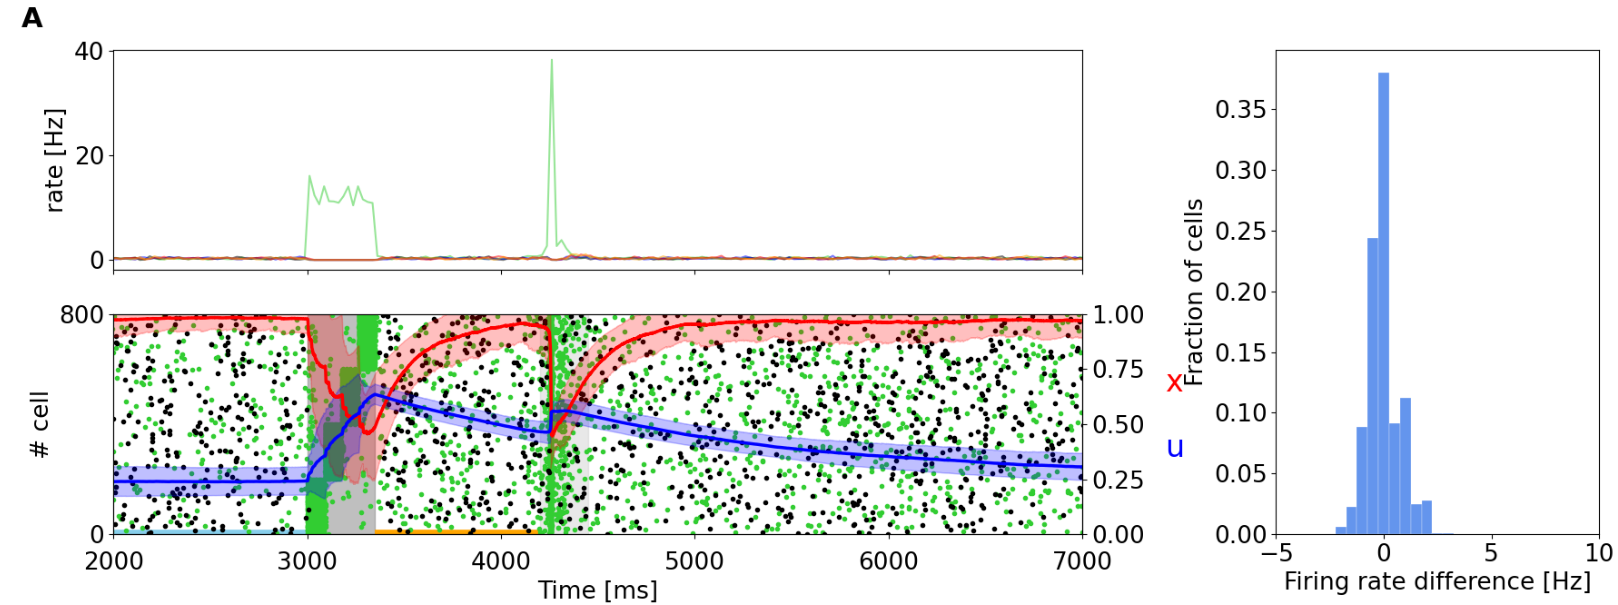 A
40
20
0
rate [Hz]
800
0
# cell
1.00
0.75
0.50
0.25
0.00
x
u
2000 3000 4000 5000 6000 7000
Time [ms]
0.35
0.30
0.25
0.20
0.15
0.10
0.05
0.00
Fraction of cells
−5 0 5 10
Firing rate difference [Hz]